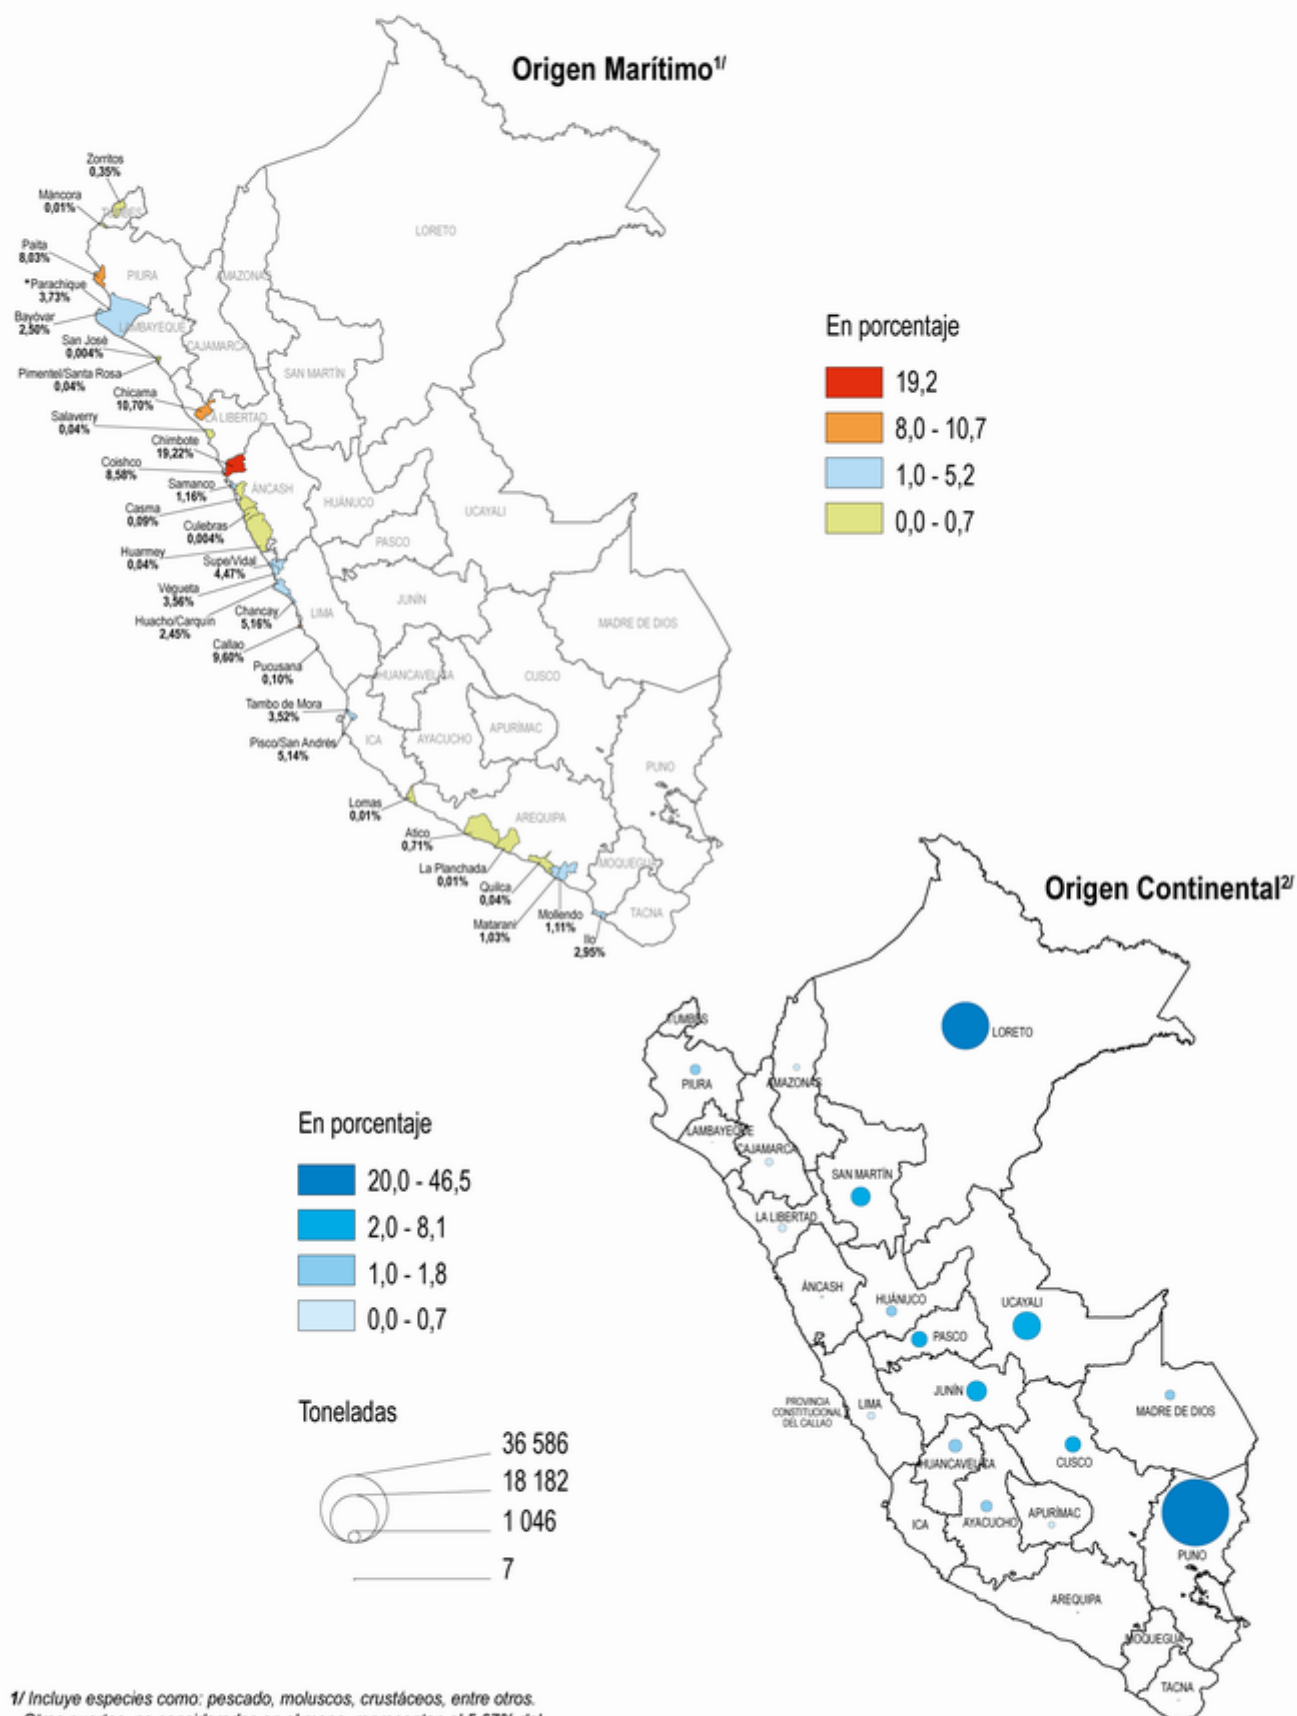 Origen Marítimo1/
Zorritos
0,35%
Máncora
0,01%
TUMBES
Paita
8,03%
*Parachique
3,73%
Bayóvar
2,50%
San José
0,004%
Pimentel/Santa Rosa
0,04%
Chicama
10,70%
Salaverry
0,04%
Chimbote
19,22%
Coishco
8,58%
Samanco
1,16%
Casma
0,09%
Culebras
0,004%
Huarmey
0,04%
Supe/Vidal
4,47%
Végueta
3,56%
Huacho/Carquín
2,45%
Chancay
5,16%
Callao
9,60%
Pucusana
0,10%
Tambo de Mora
3,52%
Pisco/San Andrés
5,14%
Lomas
0,01%
Atico
0,71%
La Planchada
0,01%
Quilca
0,04%
Matarani
1,03%
Mollendo
1,11%
Ilo
2,95%
LORETO
PIURA
AMAZONAS
LAMBAYEQUE
CAJAMARCA
SAN MARTÍN
LA LIBERTAD
ÁNCASH
HUÁNUCO
UCAYALI
PASCO
JUNÍN
LIMA
MADRE DE DIOS
HUANCAVELICA
CUSCO
APURÍMAC
ICA
AYACUCHO
PUNO
AREQUIPA
MOQUEGUA
TACNA
En porcentaje
19,2
8,0 - 10,7
1,0 - 5,2
0,0 - 0,7
Origen Continental2/
TUMBES
LORETO
PIURA
AMAZONAS
LAMBAYEQUE
CAJAMARCA
SAN MARTÍN
LA LIBERTAD
ÁNCASH
HUÁNUCO
UCAYALI
PASCO
JUNÍN
LIMA
PROVINCIA
CONSTITUCIONAL
DEL CALLAO
MADRE DE DIOS
HUANCAVELICA
CUSCO
ICA
AYACUCHO
APURÍMAC
PUNO
AREQUIPA
MOQUEGUA
TACNA
En porcentaje
20,0 - 46,5
2,0 - 8,1
1,0 - 1,8
0,0 - 0,7
Toneladas
36 586
18 182
1 046
7
1/ Incluye especies como: pescado, moluscos, crustáceos, entre otros.